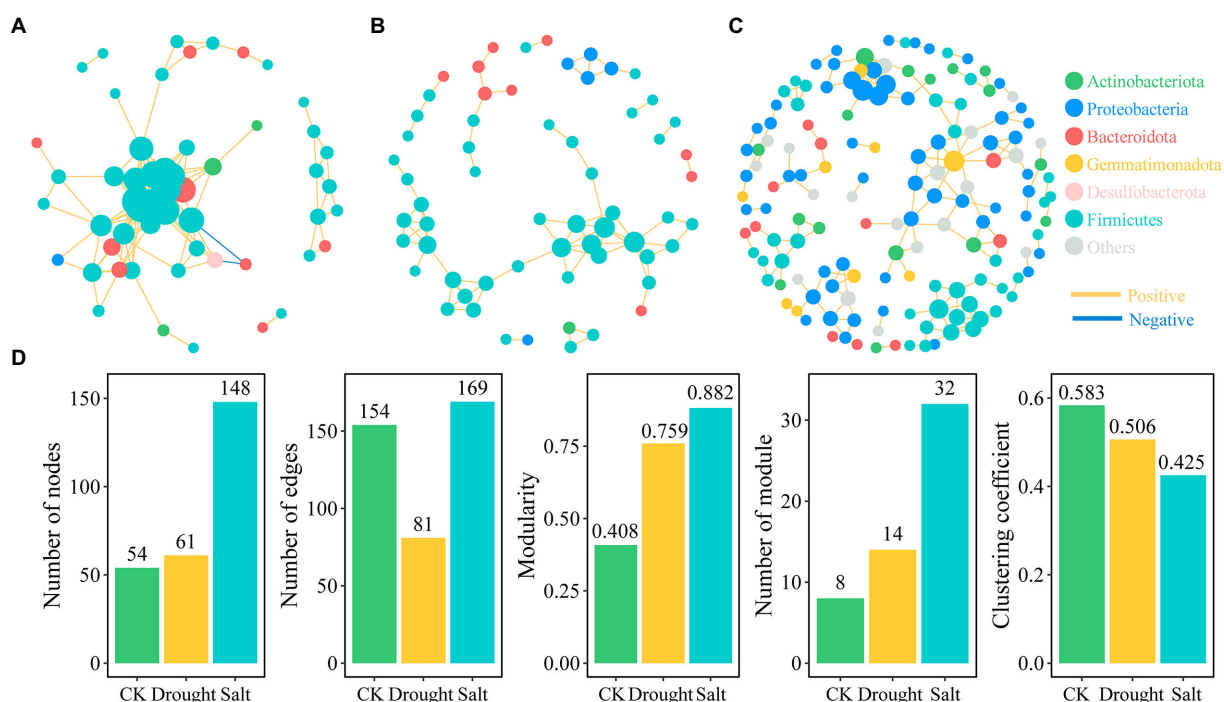 A
B
C
Actinobacteriota
Proteobacteria
Bacteroidota
Gemmatimonadota
Desulfobacterota
Firmicutes
Others
Positive
Negative
D
Number of nodes
150
100
50
0
54
61
148
CK Drought Salt
Number of edges
150
100
50
0
154
81
169
CK Drought Salt
Modularity
0.75
0.50
0.25
0.00
0.408
0.759
0.882
CK Drought Salt
Number of module
30
20
10
0
8
14
32
CK Drought Salt
Clustering coefficient
0.6
0.4
0.2
0.0
0.583
0.506
0.425
CK Drought Salt